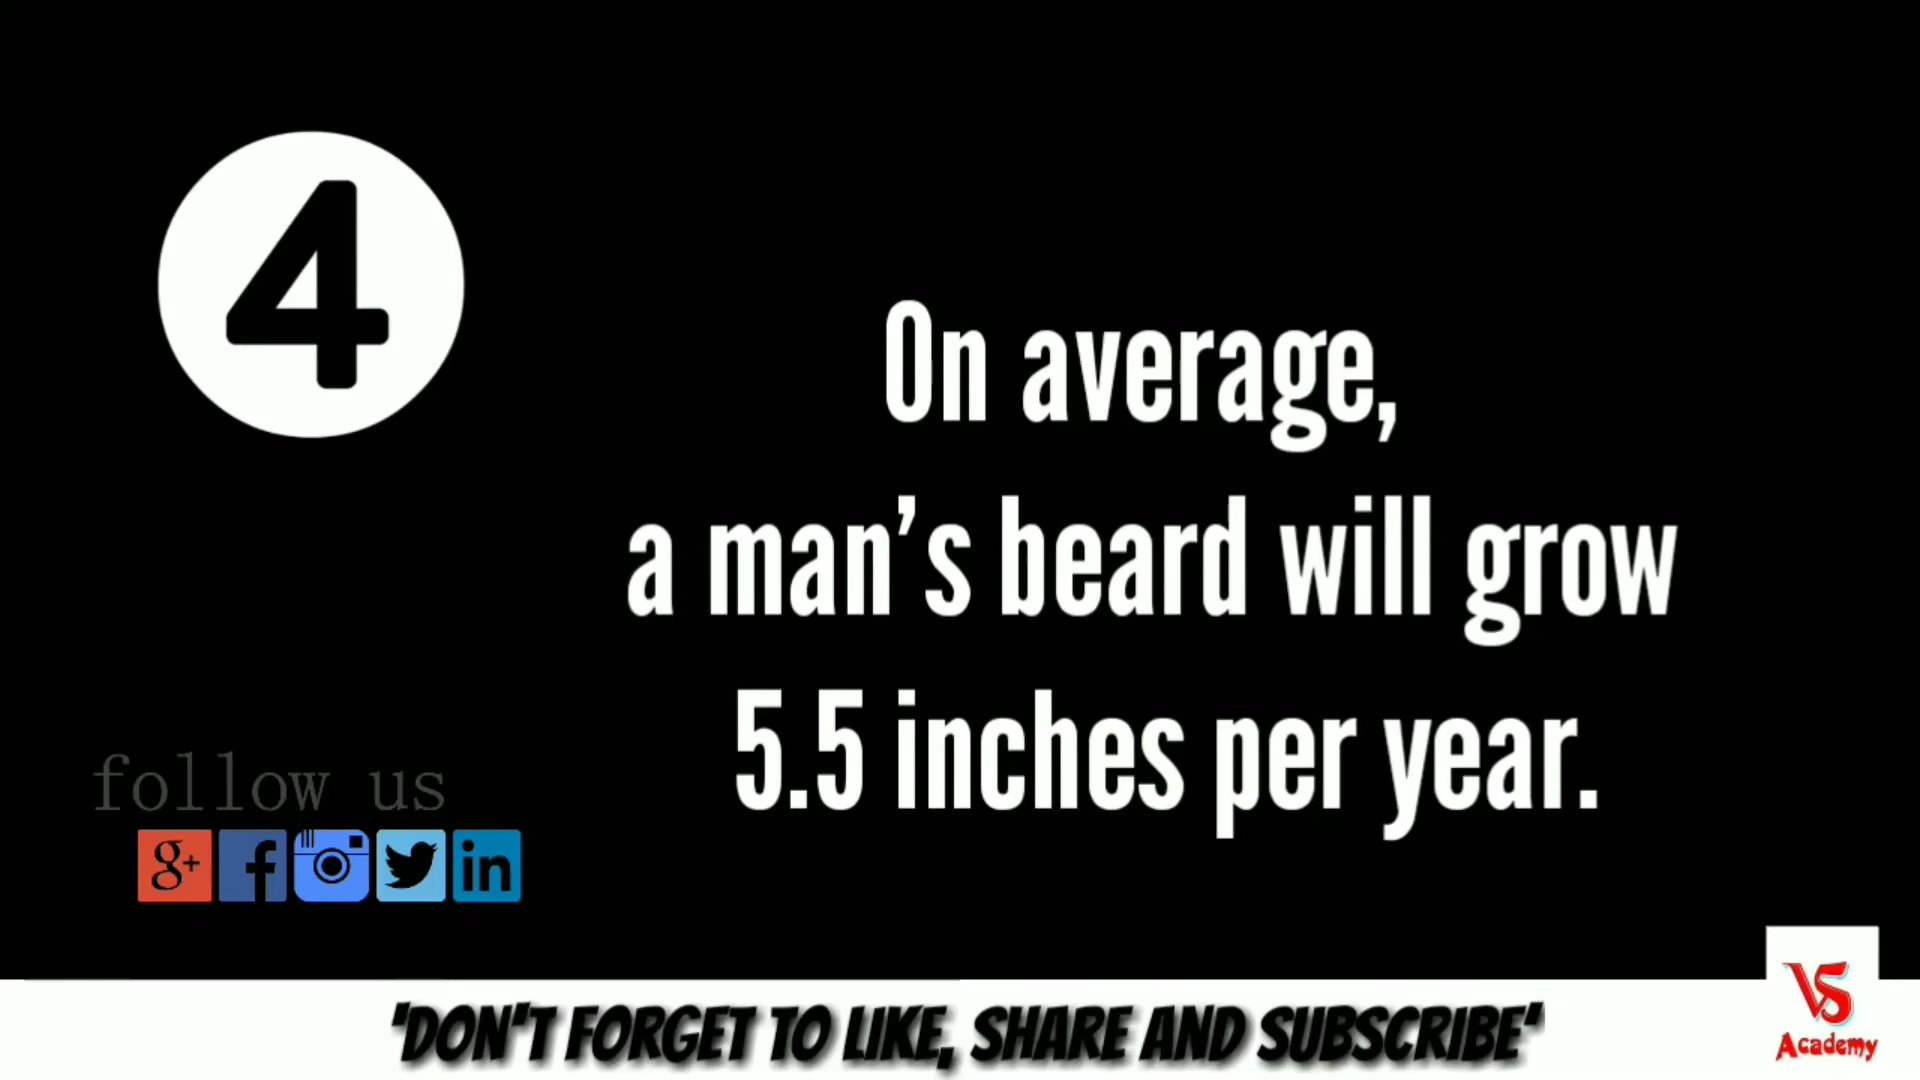 4
On average,
a man’s beard will grow
5.5 inches per year.
follow us
g+ f in
'DON'T FORGET TO LIKE, SHARE AND SUBSCRIBE'
VS
Academy